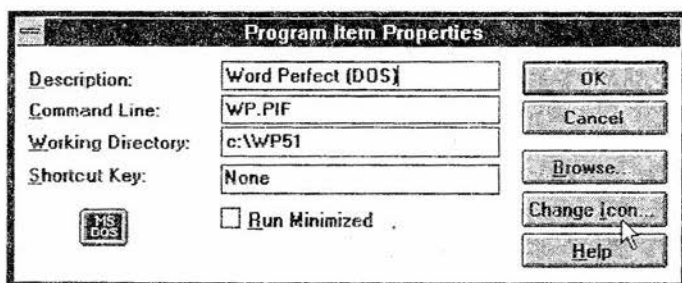 Program Item Properties
Description: Word Perfect (DOS) OK
Command Line: WP.PIF Cancel
Working Directory: c:\WP51
Shortcut Key: None Browse...
MS DOS Run Minimized Change Icon...
Help